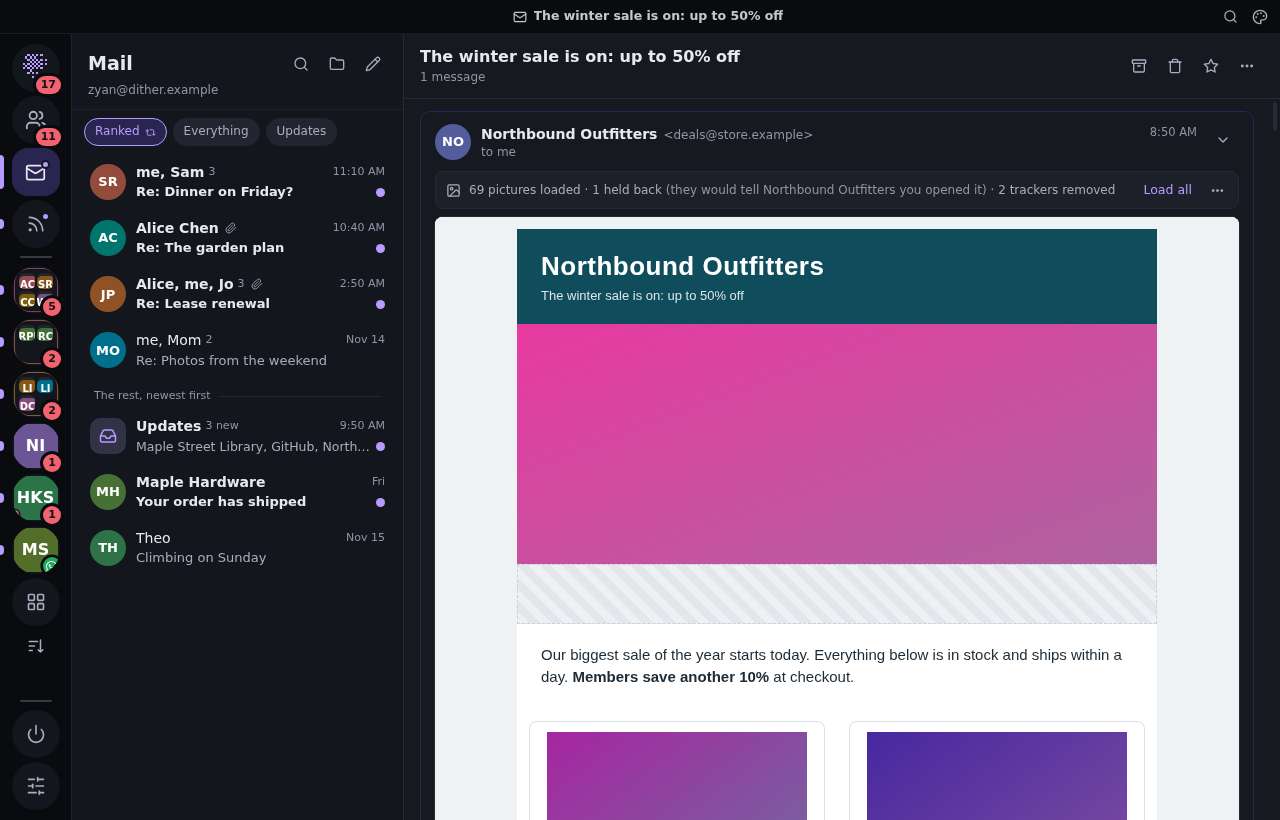 The winter sale is on: up to 50% off
17
11
5
2
2
1
1
AC SR
CC
RP RC
LI LI
DC
NI
HKS
MS
Mail
zyan@dither.example
Ranked Everything Updates
SR me, Sam 3 11:10 AM
Re: Dinner on Friday?
AC Alice Chen 10:40 AM
Re: The garden plan
JP Alice, me, Jo 3 2:50 AM
Re: Lease renewal
MO me, Mom 2 Nov 14
Re: Photos from the weekend
The rest, newest first
Updates 3 new 9:50 AM
Maple Street Library, GitHub, North...
MH Maple Hardware Fri
Your order has shipped
TH Theo Nov 15
Climbing on Sunday
The winter sale is on: up to 50% off
1 message
NO Northbound Outfitters <deals@store.example> 8:50 AM
to me
69 pictures loaded · 1 held back (they would tell Northbound Outfitters you opened it) · 2 trackers removed Load all
Northbound Outfitters
The winter sale is on: up to 50% off
Our biggest sale of the year starts today. Everything below is in stock and ships within a
day. Members save another 10% at checkout.